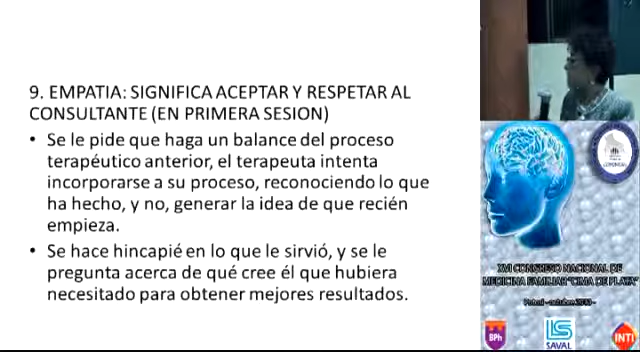 9. EMPATIA: SIGNIFICA ACEPTAR Y RESPETAR AL
CONSULTANTE (EN PRIMERA SESION)
• Se le pide que haga un balance del proceso
terapéutico anterior, el terapeuta intenta
incorporarse a su proceso, reconociendo lo que
ha hecho, y no, generar la idea de que recién
empieza.
• Se hace hincapié en lo que le sirvió, y se le
pregunta acerca de qué cree él que hubiera
necesitado para obtener mejores resultados.
XVI CONGRESO NACIONAL DE
MEDICINA FAMILIAR "CIMA DE PLATA"
BPh
SAVAL
INTI